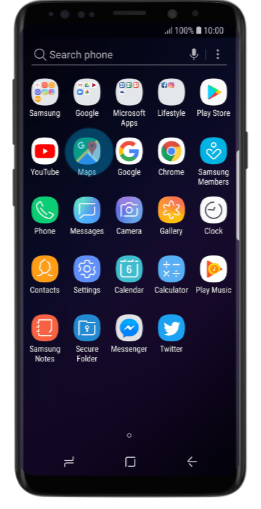 100% 10:00
Search phone
Samsung Google Microsoft Apps Lifestyle Play Store
YouTube Maps Google Chrome Samsung Members
Phone Messages Camera Gallery Clock
6
Contacts Settings Calendar Calculator Play Music
Samsung Notes Secure Folder Messenger Twitter